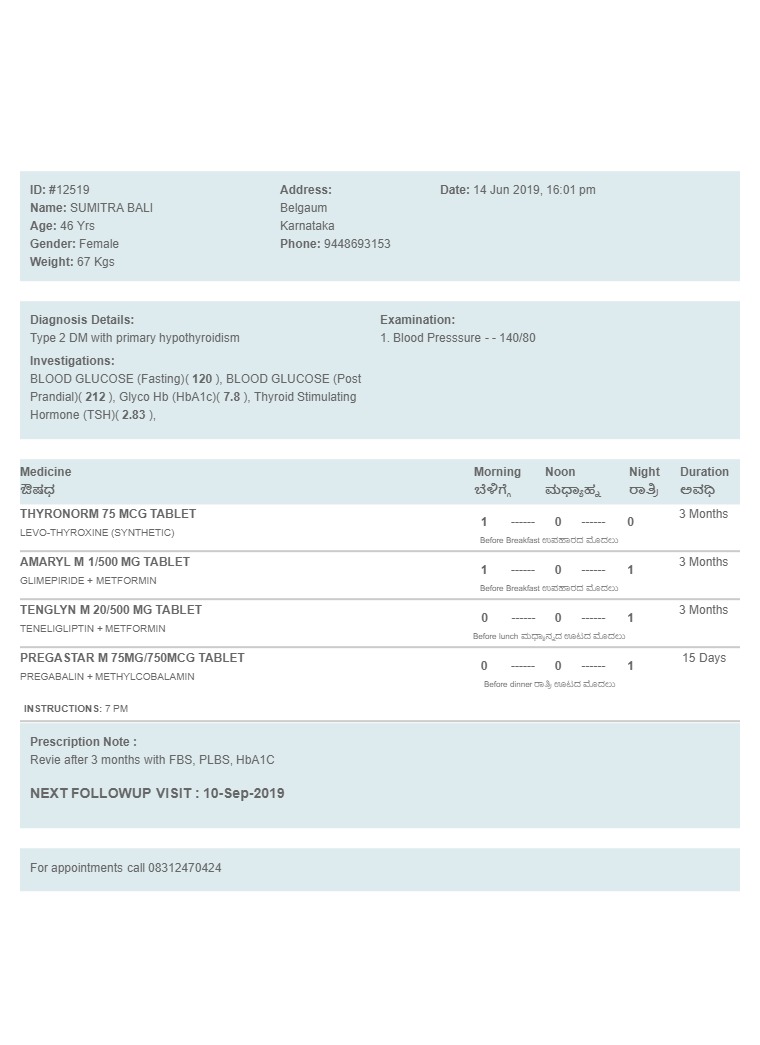 ID: #12519
Name: SUMITRA BALI
Age: 46 Yrs
Gender: Female
Weight: 67 Kgs
Address:
Belgaum
Karnataka
Phone: 9448693153
Date: 14 Jun 2019, 16:01 pm
Diagnosis Details:
Type 2 DM with primary hypothyroidism
Investigations:
BLOOD GLUCOSE (Fasting)( 120 ), BLOOD GLUCOSE (Post
Prandial)( 212 ), Glyco Hb (HbA1c)( 7.8 ), Thyroid Stimulating
Hormone (TSH)( 2.83 ),
Examination:
1. Blood Presssure - - 140/80
Medicine Morning Noon Night Duration
ಔಷಧ ಬೆಳಿಗ್ಗೆ ಮಧ್ಯಾಹ್ನ ರಾತ್ರಿ ಅವಧಿ
THYRONORM 75 MCG TABLET 3 Months
1 ------ 0 ------ 0
LEVO-THYROXINE (SYNTHETIC)
Before Breakfast ಉಪಹಾರದ ಮೊದಲು
AMARYL M 1/500 MG TABLET 3 Months
1 ------ 0 ------ 1
GLIMEPIRIDE + METFORMIN
Before Breakfast ಉಪಹಾರದ ಮೊದಲು
TENGLYN M 20/500 MG TABLET 3 Months
0 ------ 0 ------ 1
TENELIGLIPTIN + METFORMIN
Before lunch ಮಧ್ಯಾನ್ನದ ಊಟದ ಮೊದಲು
PREGASTAR M 75MG/750MCG TABLET 15 Days
0 ------ 0 ------ 1
PREGABALIN + METHYLCOBALAMIN
Before dinner ರಾತ್ರಿ ಊಟದ ಮೊದಲು
INSTRUCTIONS: 7 PM
Prescription Note :
Revie after 3 months with FBS, PLBS, HbA1C
NEXT FOLLOWUP VISIT : 10-Sep-2019
For appointments call 08312470424